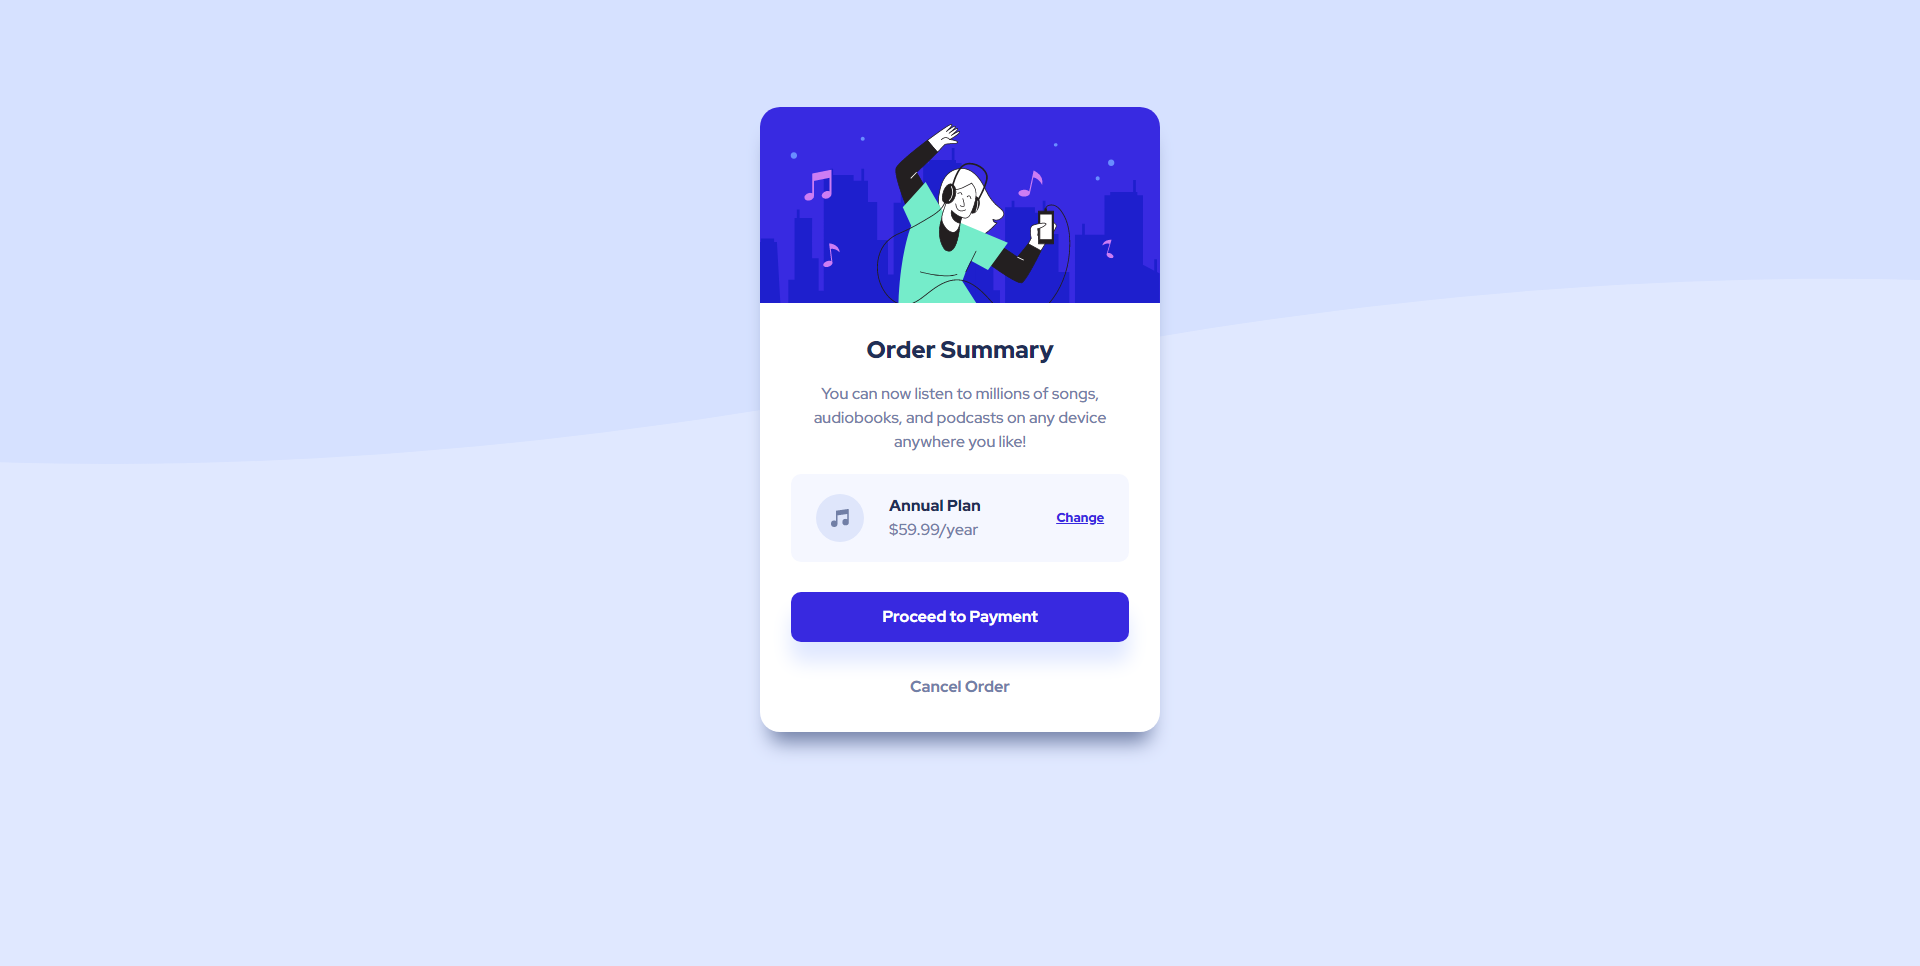 Order Summary
You can now listen to millions of songs,
audiobooks, and podcasts on any device
anywhere you like!
Annual Plan
$59.99/year
Change
Proceed to Payment
Cancel Order